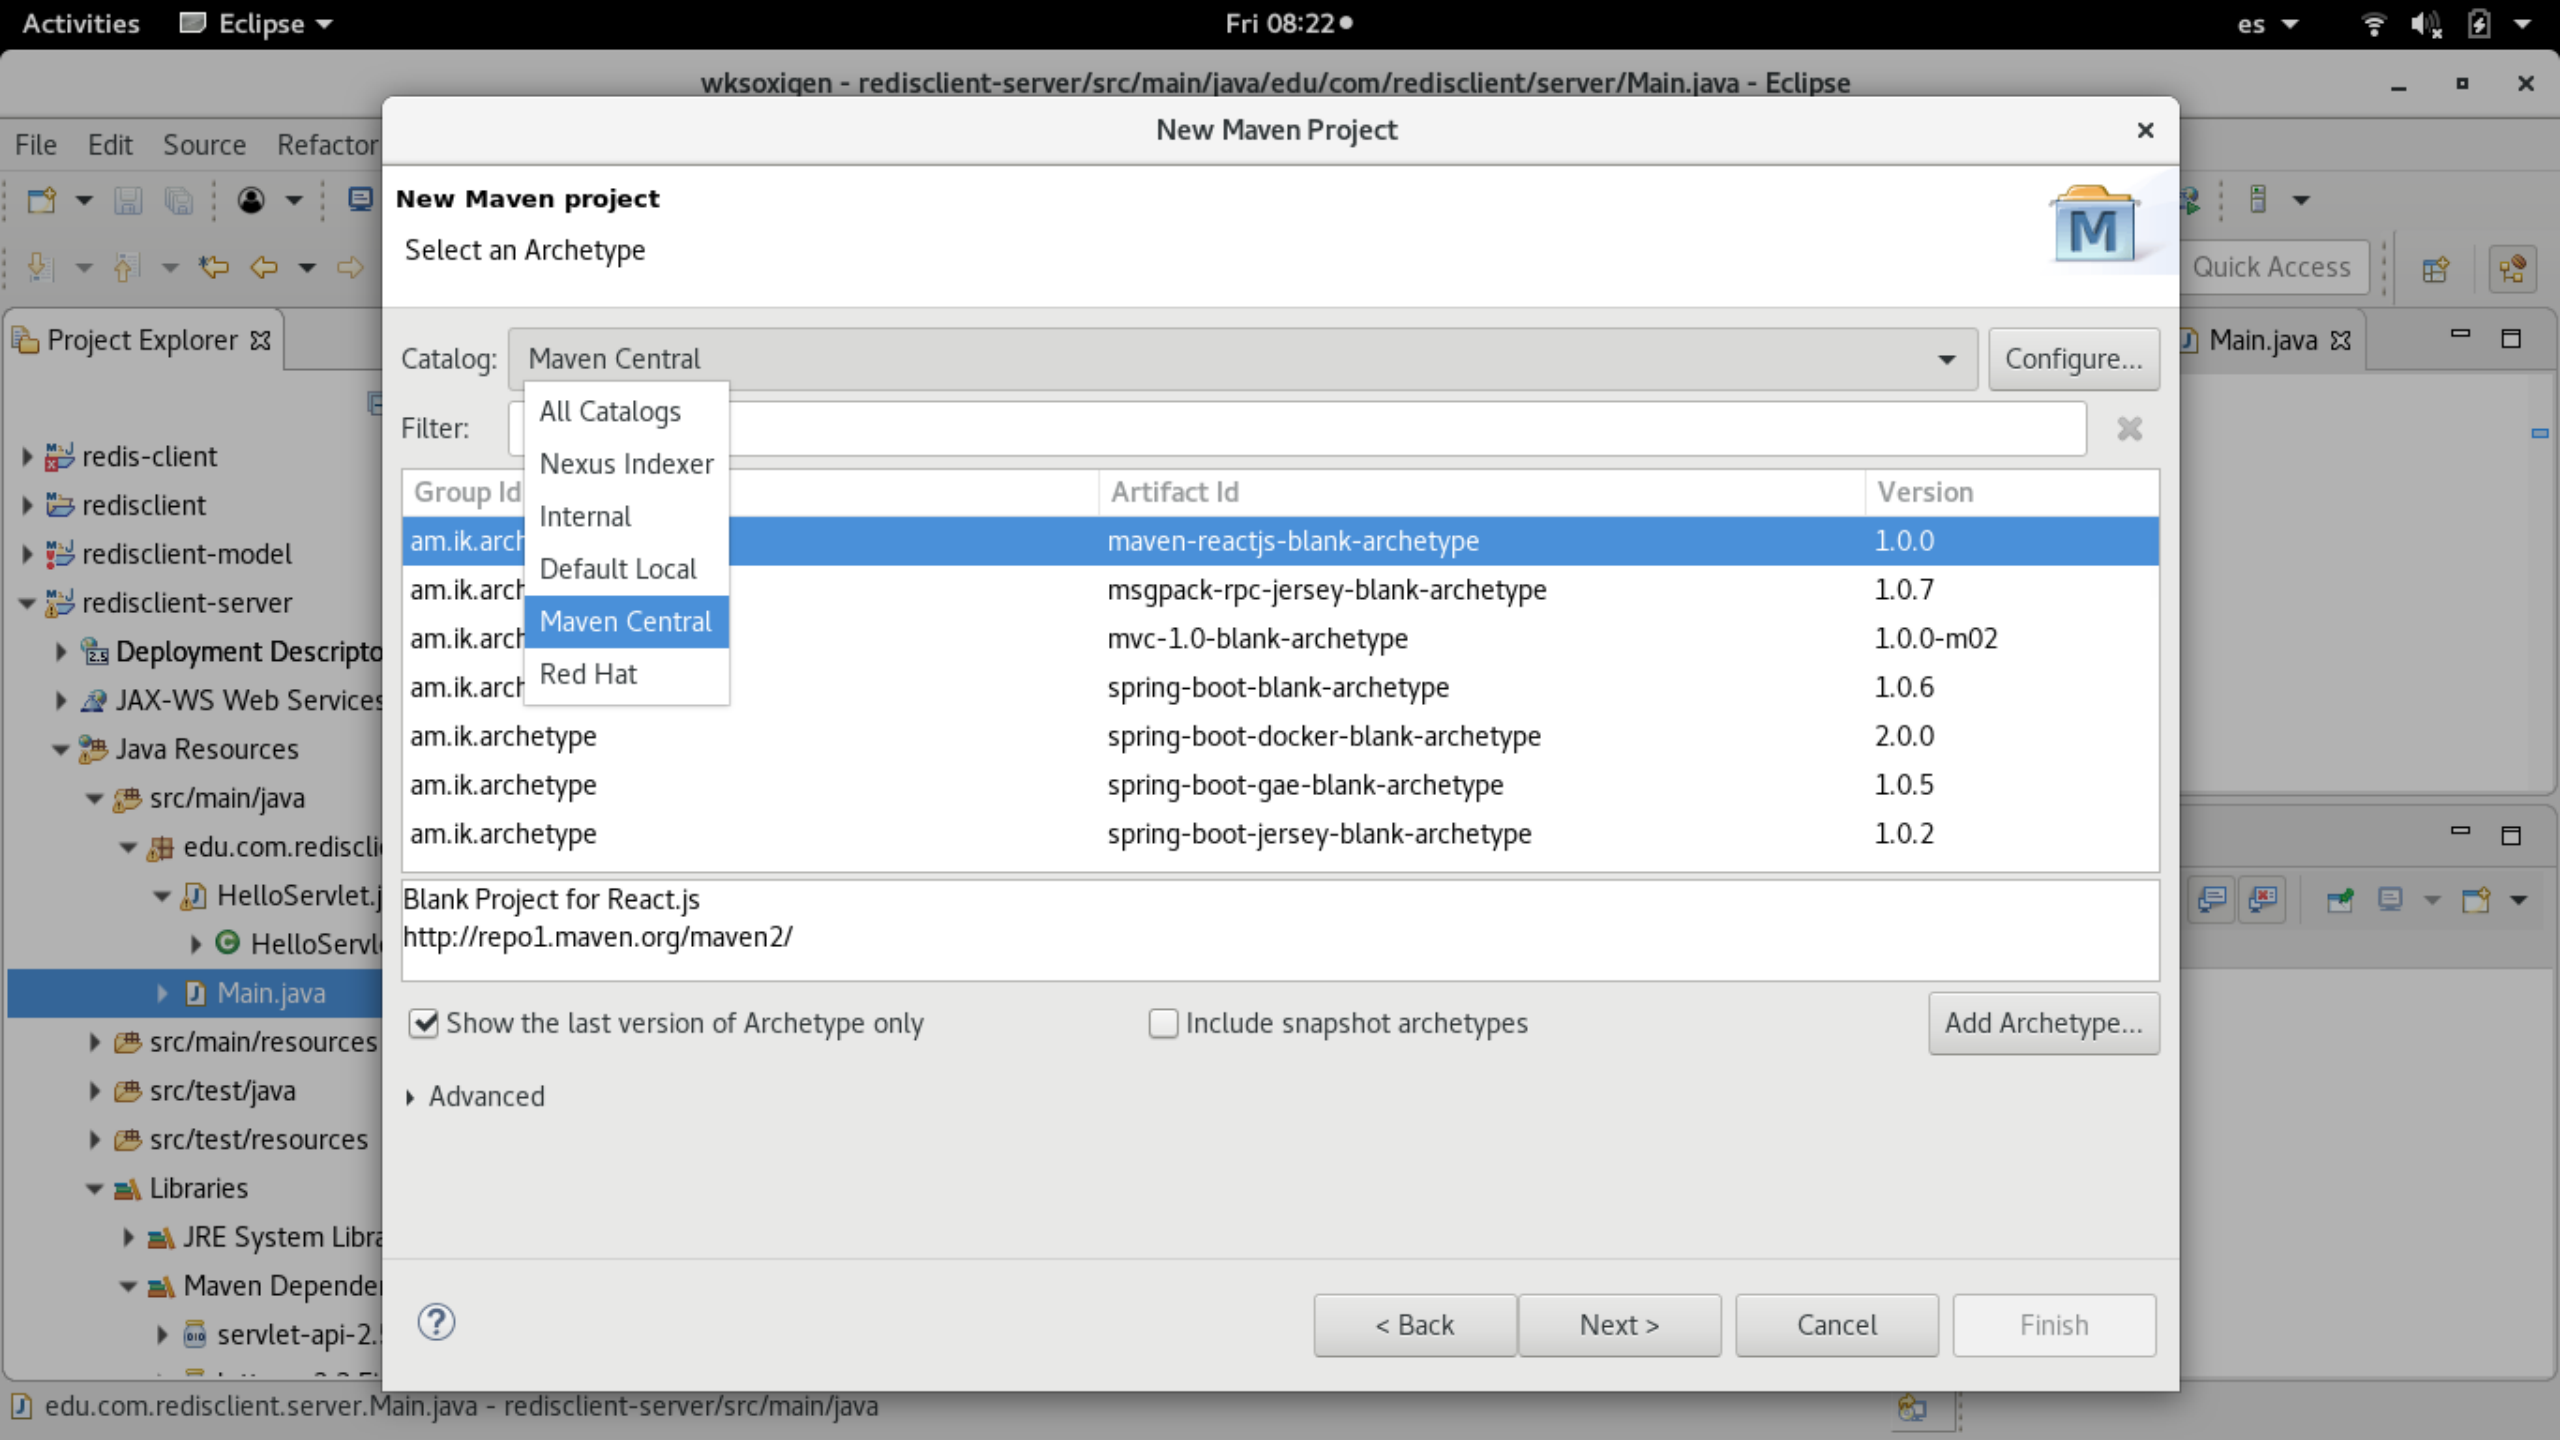 Activities Eclipse Fri 08:22 es
wksoxigen - redisclient-server/src/main/java/edu/com/redisclient/server/Main.java - Eclipse
New Maven Project
File Edit Source Refactor
New Maven project
Select an Archetype
Quick Access
Project Explorer
Main.java
Catalog: Maven Central Configure...
Filter:
All Catalogs
Nexus Indexer
Internal
Default Local
Maven Central
Red Hat
Group Id Artifact Id Version
am.ik.arch maven-reactjs-blank-archetype 1.0.0
am.ik.arch msgpack-rpc-jersey-blank-archetype 1.0.7
am.ik.arch mvc-1.0-blank-archetype 1.0.0-m02
am.ik.arch spring-boot-blank-archetype 1.0.6
am.ik.archetype spring-boot-docker-blank-archetype 2.0.0
am.ik.archetype spring-boot-gae-blank-archetype 1.0.5
am.ik.archetype spring-boot-jersey-blank-archetype 1.0.2
Blank Project for React.js
http://repo1.maven.org/maven2/
Show the last version of Archetype only Include snapshot archetypes Add Archetype...
Advanced
< Back Next > Cancel Finish
redis-client
redisclient
redisclient-model
redisclient-server
Deployment Descripto
JAX-WS Web Services
Java Resources
src/main/java
edu.com.rediscli
HelloServlet.j
HelloServl
Main.java
src/main/resources
src/test/java
src/test/resources
Libraries
JRE System Libra
Maven Depende
servlet-api-2.
edu.com.redisclient.server.Main.java - redisclient-server/src/main/java